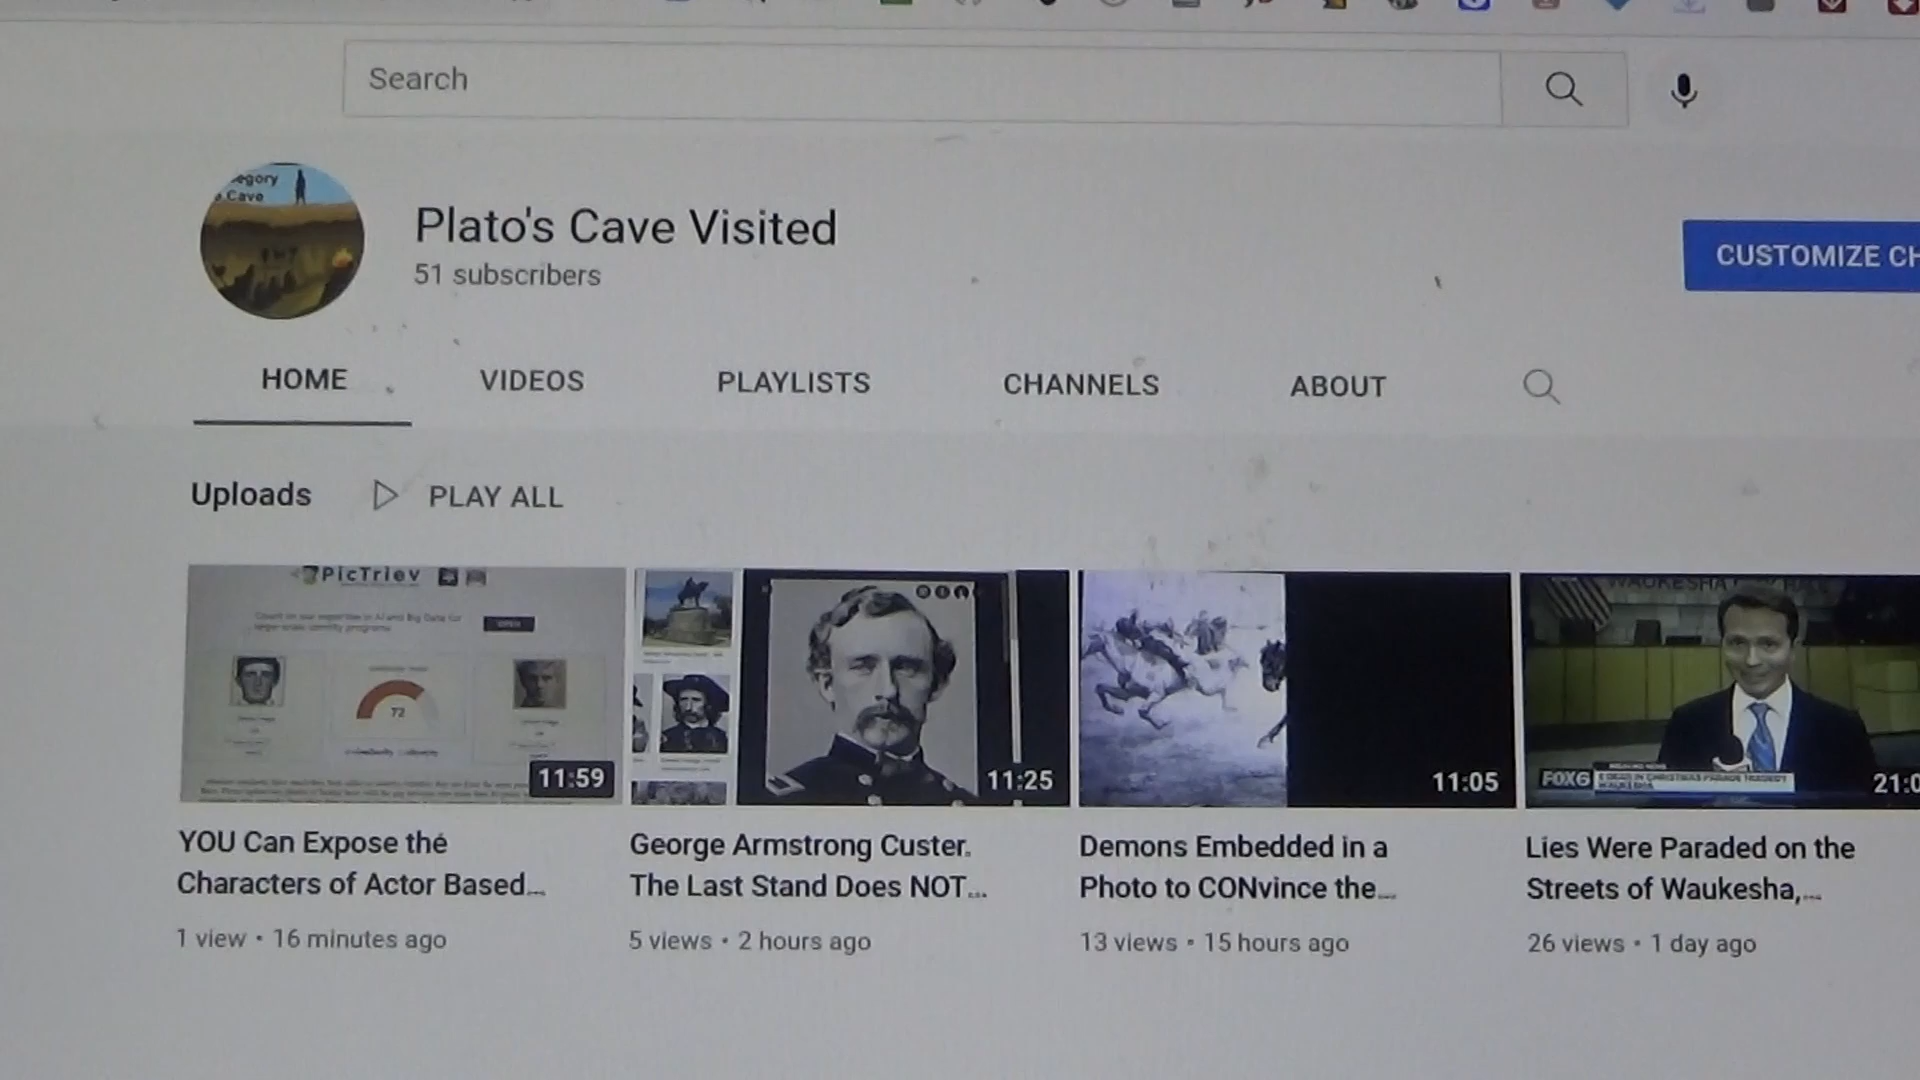 Search
egory
Cave
Plato's Cave Visited
51 subscribers
CUSTOMIZE CH
HOME
VIDEOS
PLAYLISTS
CHANNELS
ABOUT
Uploads
PLAY ALL
PicTriev
OPEN
72
11:59
11:25
11:05
WAUKESHA
FOX6
21:0
YOU Can Expose the
Characters of Actor Based...
1 view • 16 minutes ago
George Armstrong Custer.
The Last Stand Does NOT...
5 views • 2 hours ago
Demons Embedded in a
Photo to CONvince the...
13 views • 15 hours ago
Lies Were Paraded on the
Streets of Waukesha,...
26 views • 1 day ago